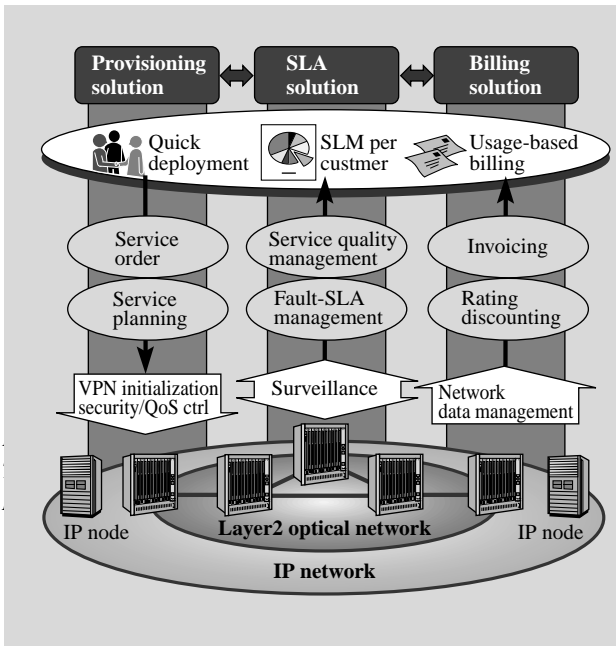 Provisioning
solution
SLA
solution
Billing
solution
Quick
deployment
SLM per
custmer
Usage-based
billing
Service
order
Service quality
management
Invoicing
Service
planning
Fault-SLA
management
Rating
discounting
VPN initialization
security/QoS ctrl
Surveillance
Network
data management
IP node
Layer2 optical network
IP node
IP network